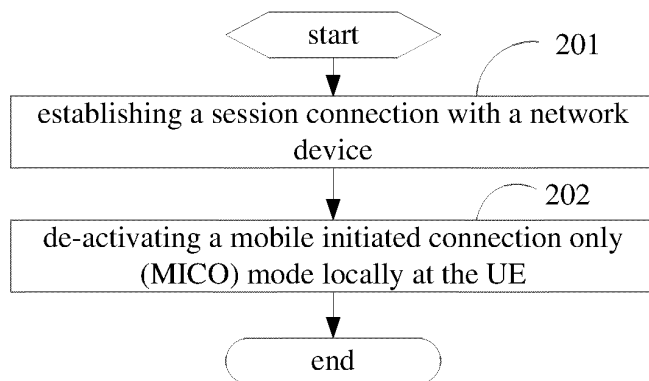 start
201
establishing a session connection with a network
device
202
de-activating a mobile initiated connection only
(MICO) mode locally at the UE
end